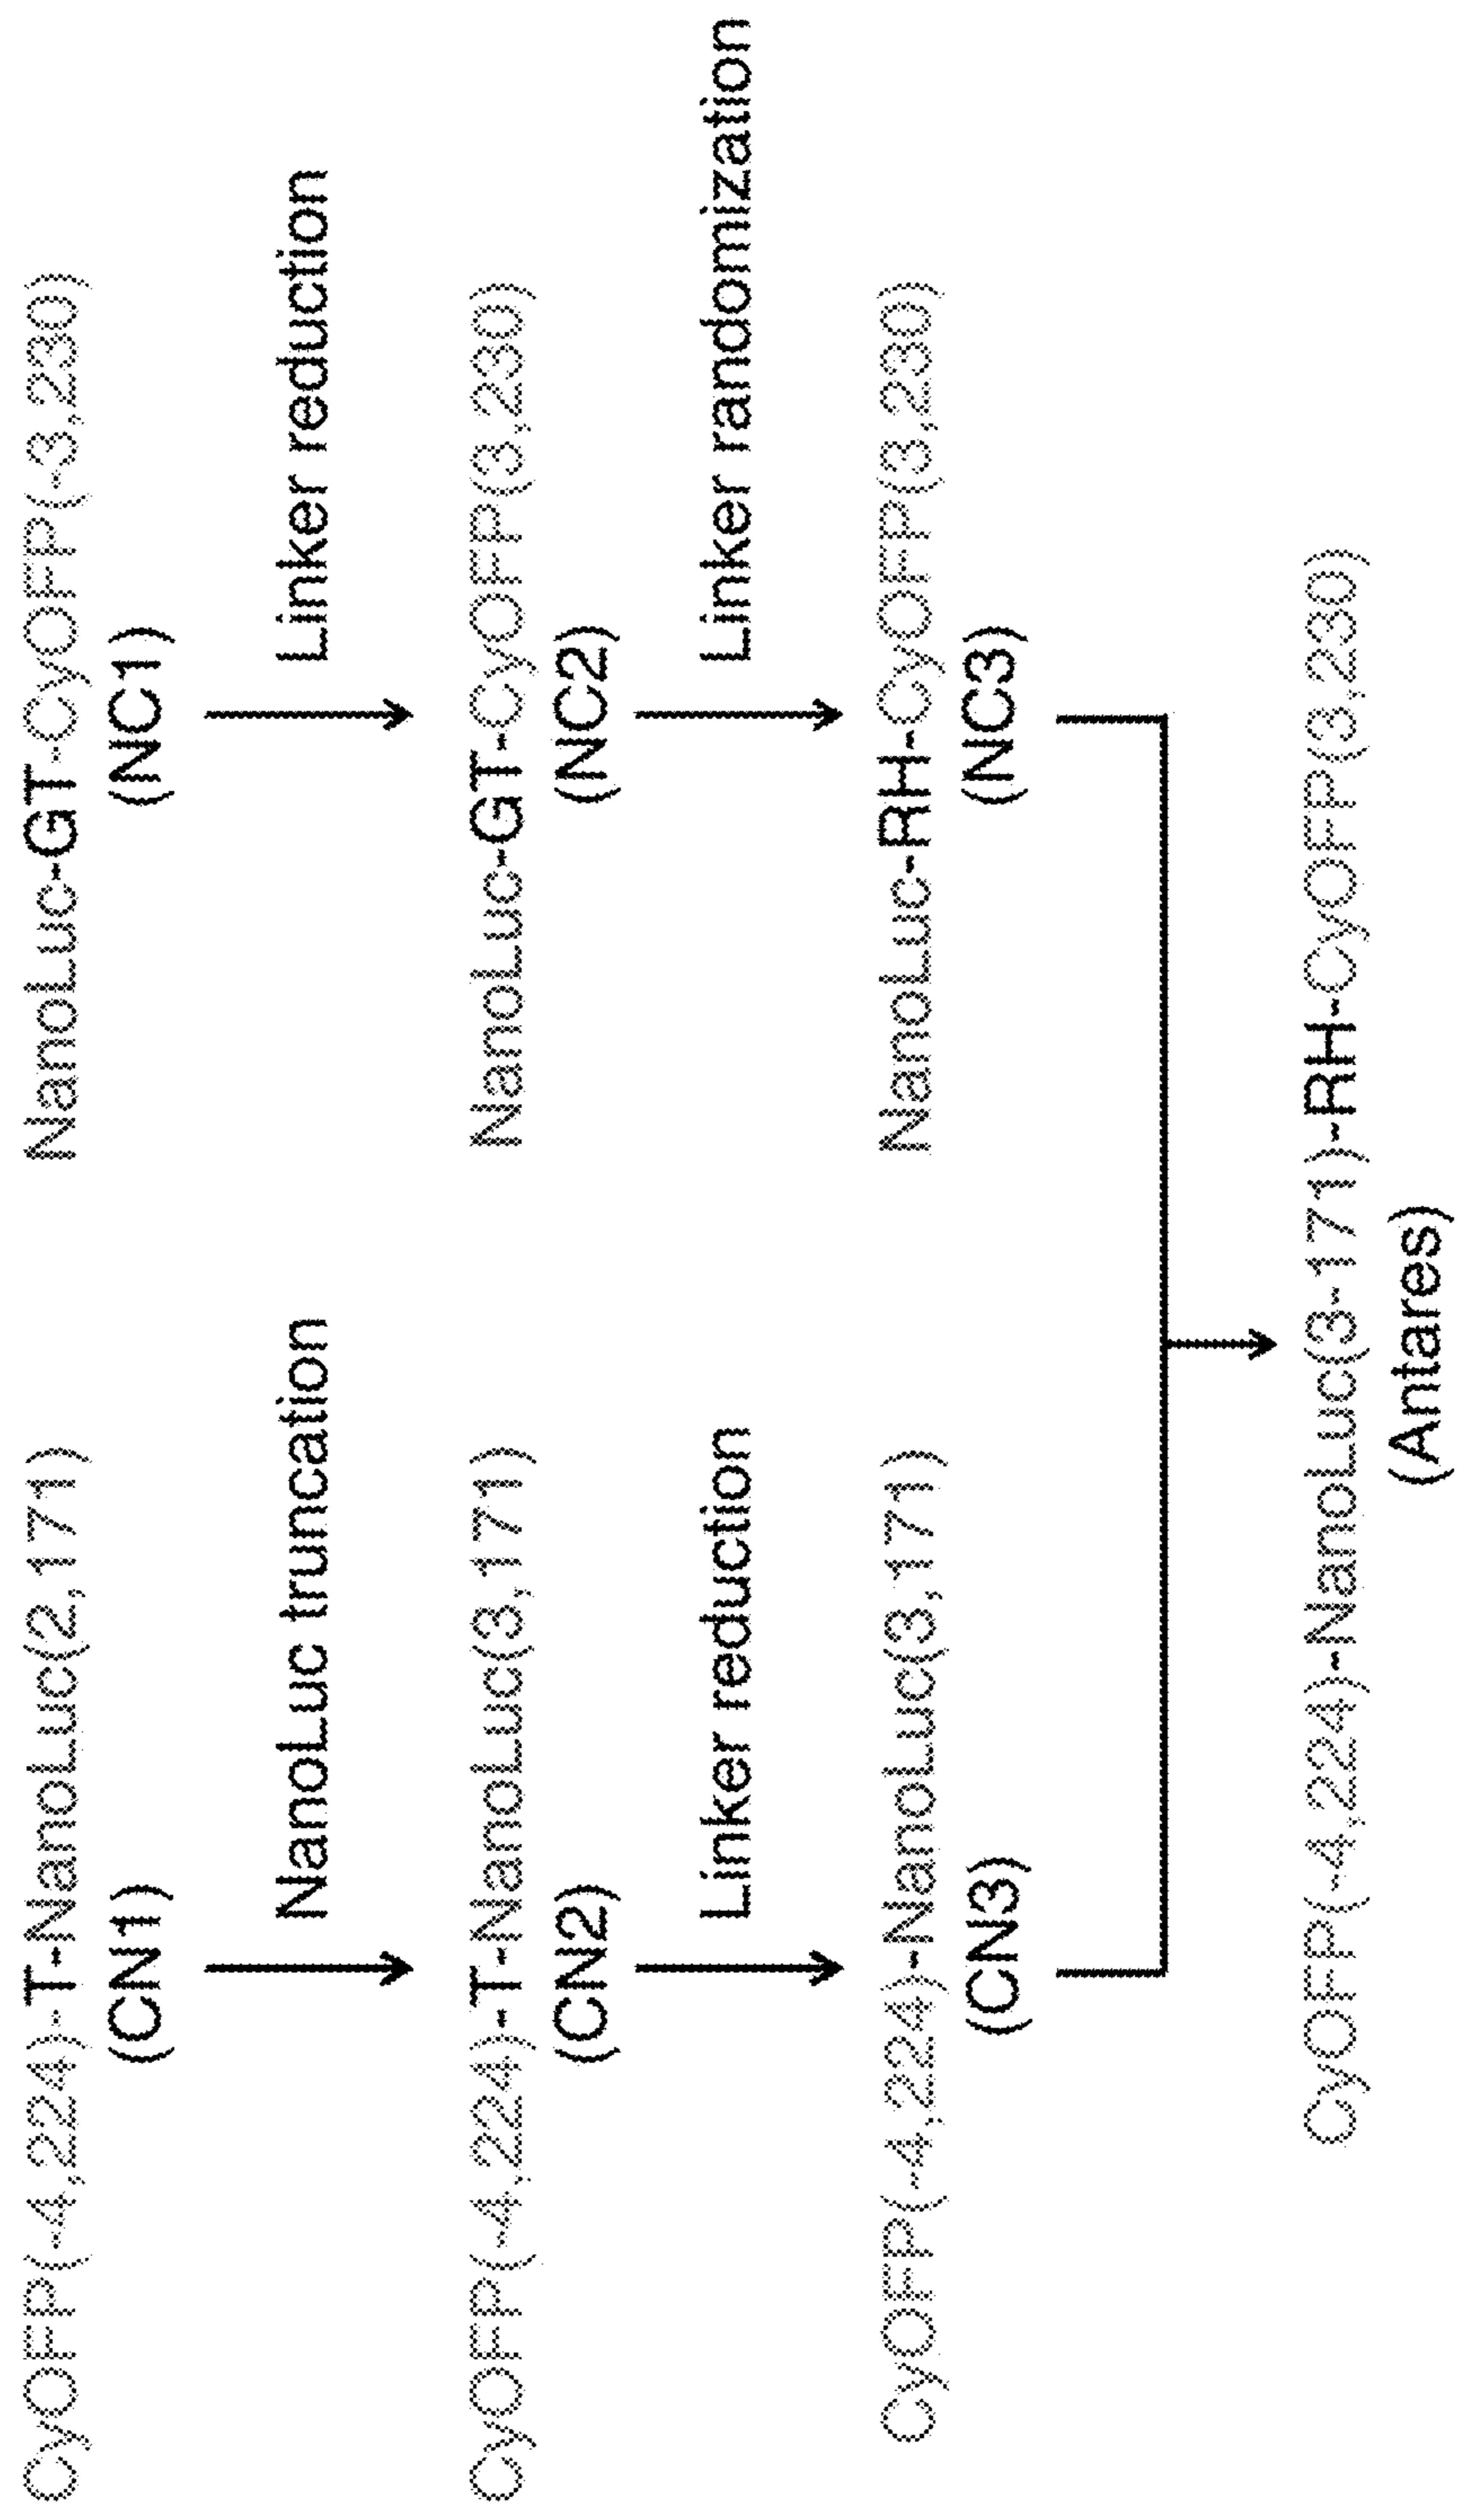 CyOFP(-4,224)-T-NanoLuc(2,171)
(CN1)
NanoLuc truncation
CyOFP(-4,224)-T-NanoLuc(3,171)
(CN2)
Linker reduction
CyOFP(-4,224)-NanoLuc(3,171)
(CN3)
NanoLuc-GT-CyOFP(-3,230)
(NC1)
Linker reduction
NanoLuc-GT-CyOFP(3,230)
(NC2)
Linker randomization
NanoLuc-RH-CyOFP(3,230)
(NC3)
CyOFP(-4,224)-NanoLuc(3-171)-RH-CyOFP(3,230)
(Antares)